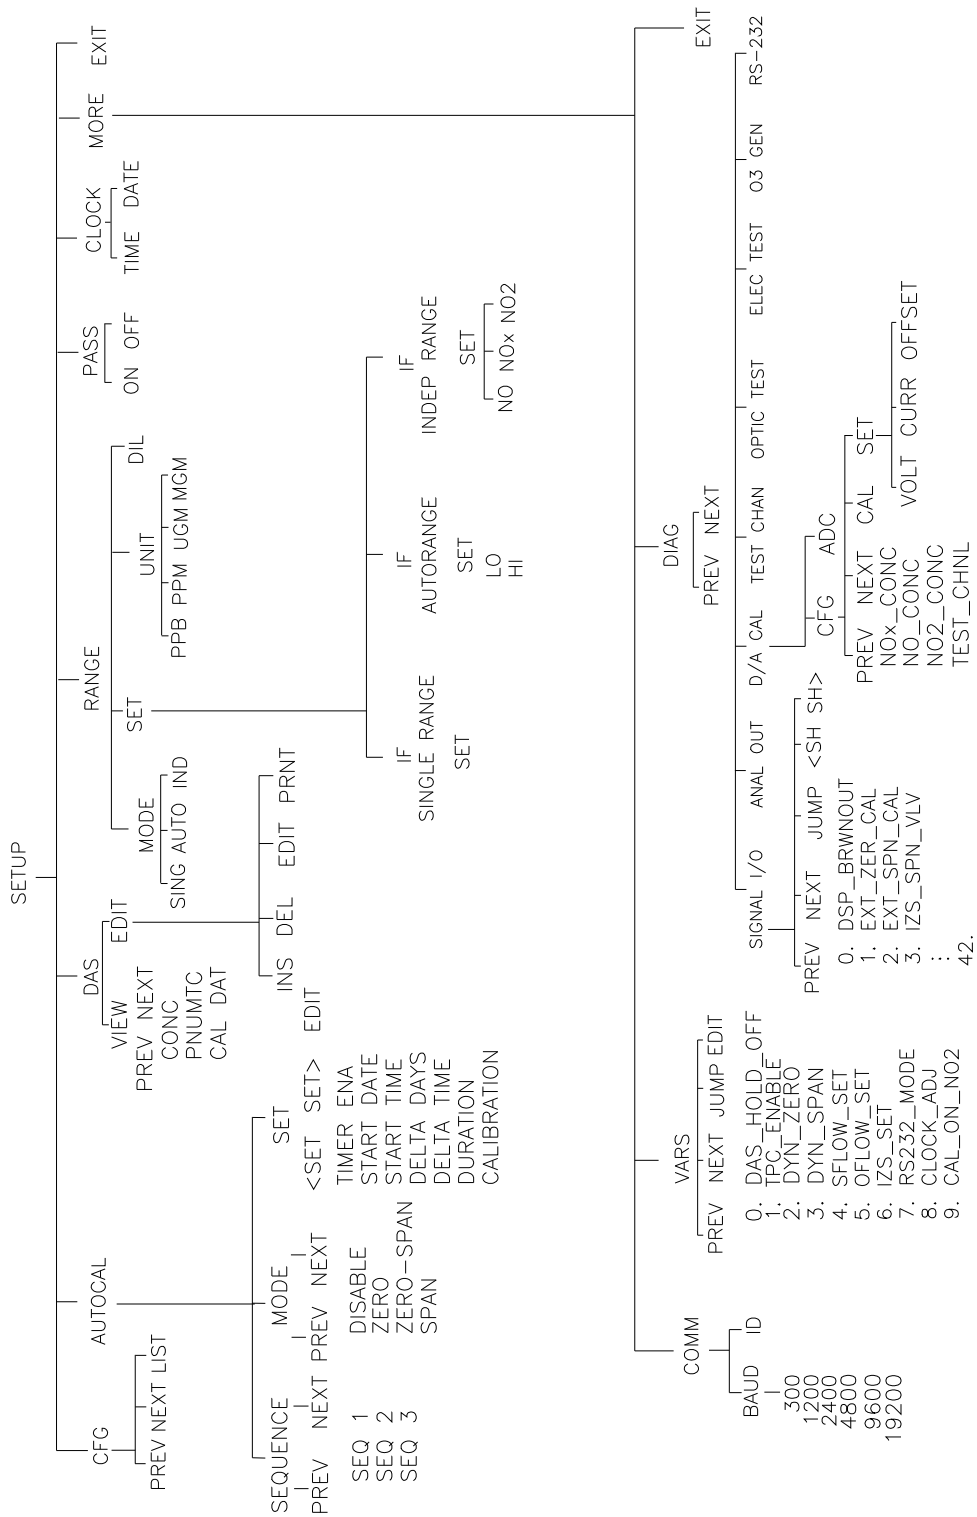 SETUP
CFG
AUTOCAL
DAS
RANGE
PASS
CLOCK
MORE
EXIT
PREV NEXT LIST
VIEW
EDIT
PREV NEXT
CONC
PNUMTC
CAL DAT
MODE
SET
UNIT
DIL
ON OFF
TIME DATE
SING AUTO IND
PPB PPM UGM MGM
SEQUENCE
MODE
SET
INS DEL EDIT PRNT
PREV NEXT
PREV NEXT
<SET SET> EDIT
SEQ 1
SEQ 2
SEQ 3
DISABLE
ZERO
ZERO-SPAN
SPAN
TIMER ENA
START DATE
START TIME
DELTA DAYS
DELTA TIME
DURATION
CALIBRATION
IF
SINGLE RANGE
SET
IF
AUTORANGE
SET
LO
HI
IF
INDEP RANGE
SET
NO NOx NO2
COMM
VARS
DIAG
EXIT
BAUD ID
300
1200
2400
4800
9600
19200
PREV NEXT JUMP EDIT
0. DAS_HOLD_OFF
1. TPC_ENABLE
2. DYN_ZERO
3. DYN_SPAN
4. SFLOW_SET
5. OFLOW_SET
6. IZS_SET
7. RS232_MODE
8. CLOCK_ADJ
9. CAL_ON_NO2
PREV NEXT
SIGNAL I/O
ANAL OUT
D/A CAL
TEST CHAN
OPTIC TEST
ELEC TEST
O3 GEN
RS-232
PREV NEXT JUMP <SH SH>
0. DSP_BRWNOUT
1. EXT_ZER_CAL
2. EXT_SPN_CAL
3. IZS_SPN_VLV
:
:
42.
CFG ADC
PREV NEXT CAL SET
NOx_CONC
NO_CONC
NO2_CONC
TEST_CHNL
VOLT CURR OFFSET